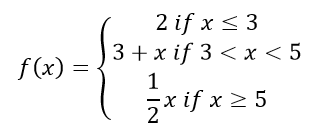 2 if x ≤ 3
f(x) = { 3 + x if 3 < x < 5
1/2 x if x ≥ 5